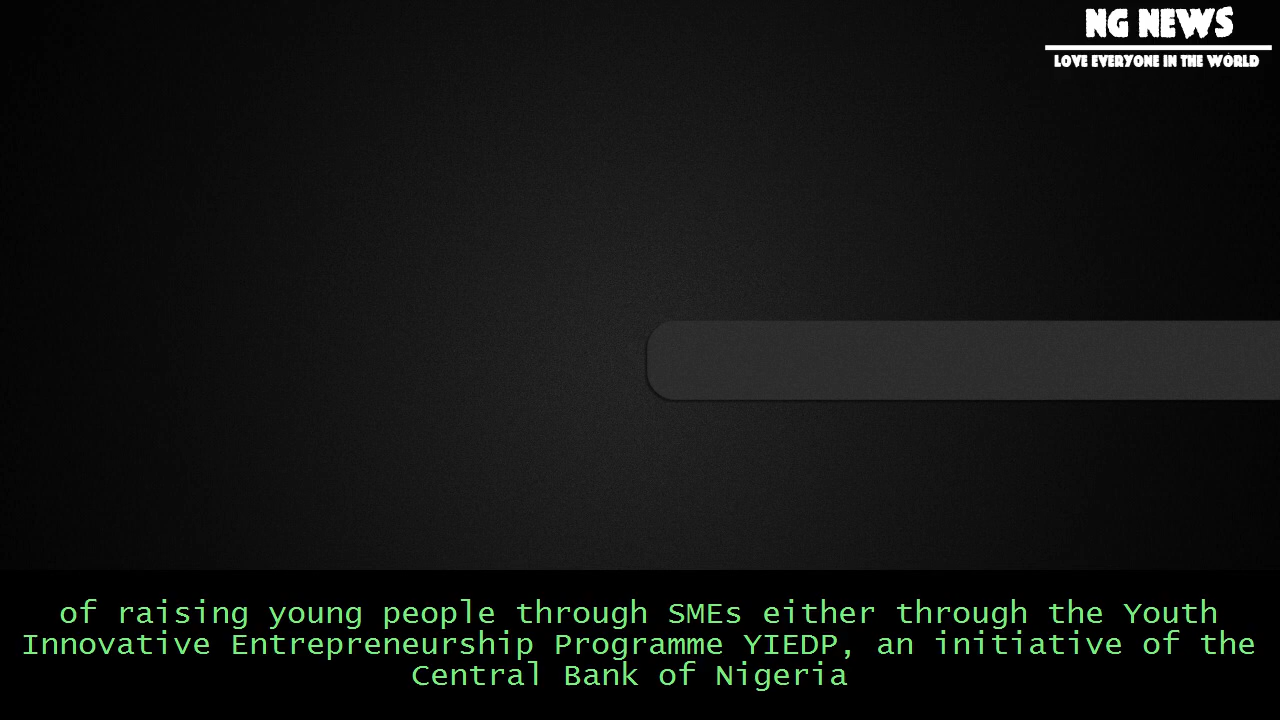 NG NEWS
LOVE EVERYONE IN THE WORLD
of raising young people through SMEs either through the Youth
Innovative Entrepreneurship Programme YIEDP, an initiative of the
Central Bank of Nigeria